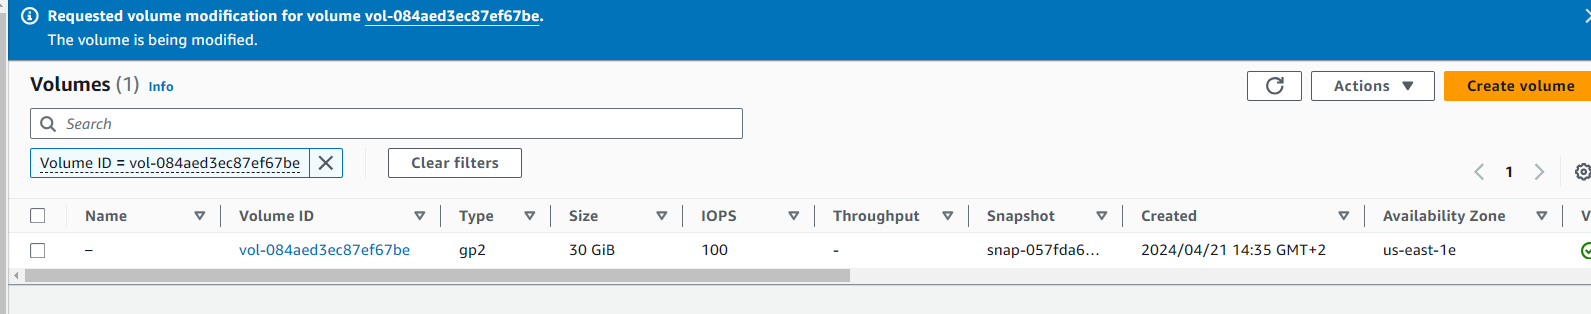 Requested volume modification for volume vol-084aed3ec87ef67be.
The volume is being modified.
Volumes (1) Info
Actions
Create volume
Search
Volume ID = vol-084aed3ec87ef67be
Clear filters
1
Name Volume ID Type Size IOPS Throughput Snapshot Created Availability Zone V
– vol-084aed3ec87ef67be gp2 30 GiB 100 - snap-057fda6... 2024/04/21 14:35 GMT+2 us-east-1e